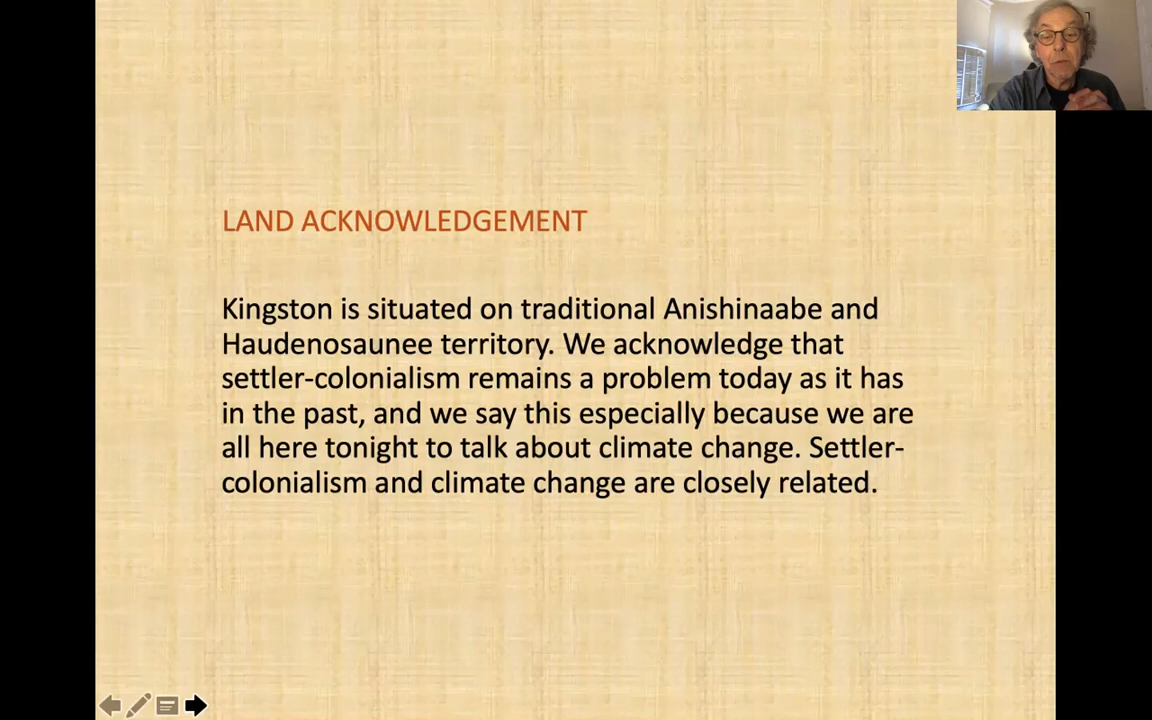 LAND ACKNOWLEDGEMENT
Kingston is situated on traditional Anishinaabe and
Haudenosaunee territory. We acknowledge that
settler-colonialism remains a problem today as it has
in the past, and we say this especially because we are
all here tonight to talk about climate change. Settler-
colonialism and climate change are closely related.